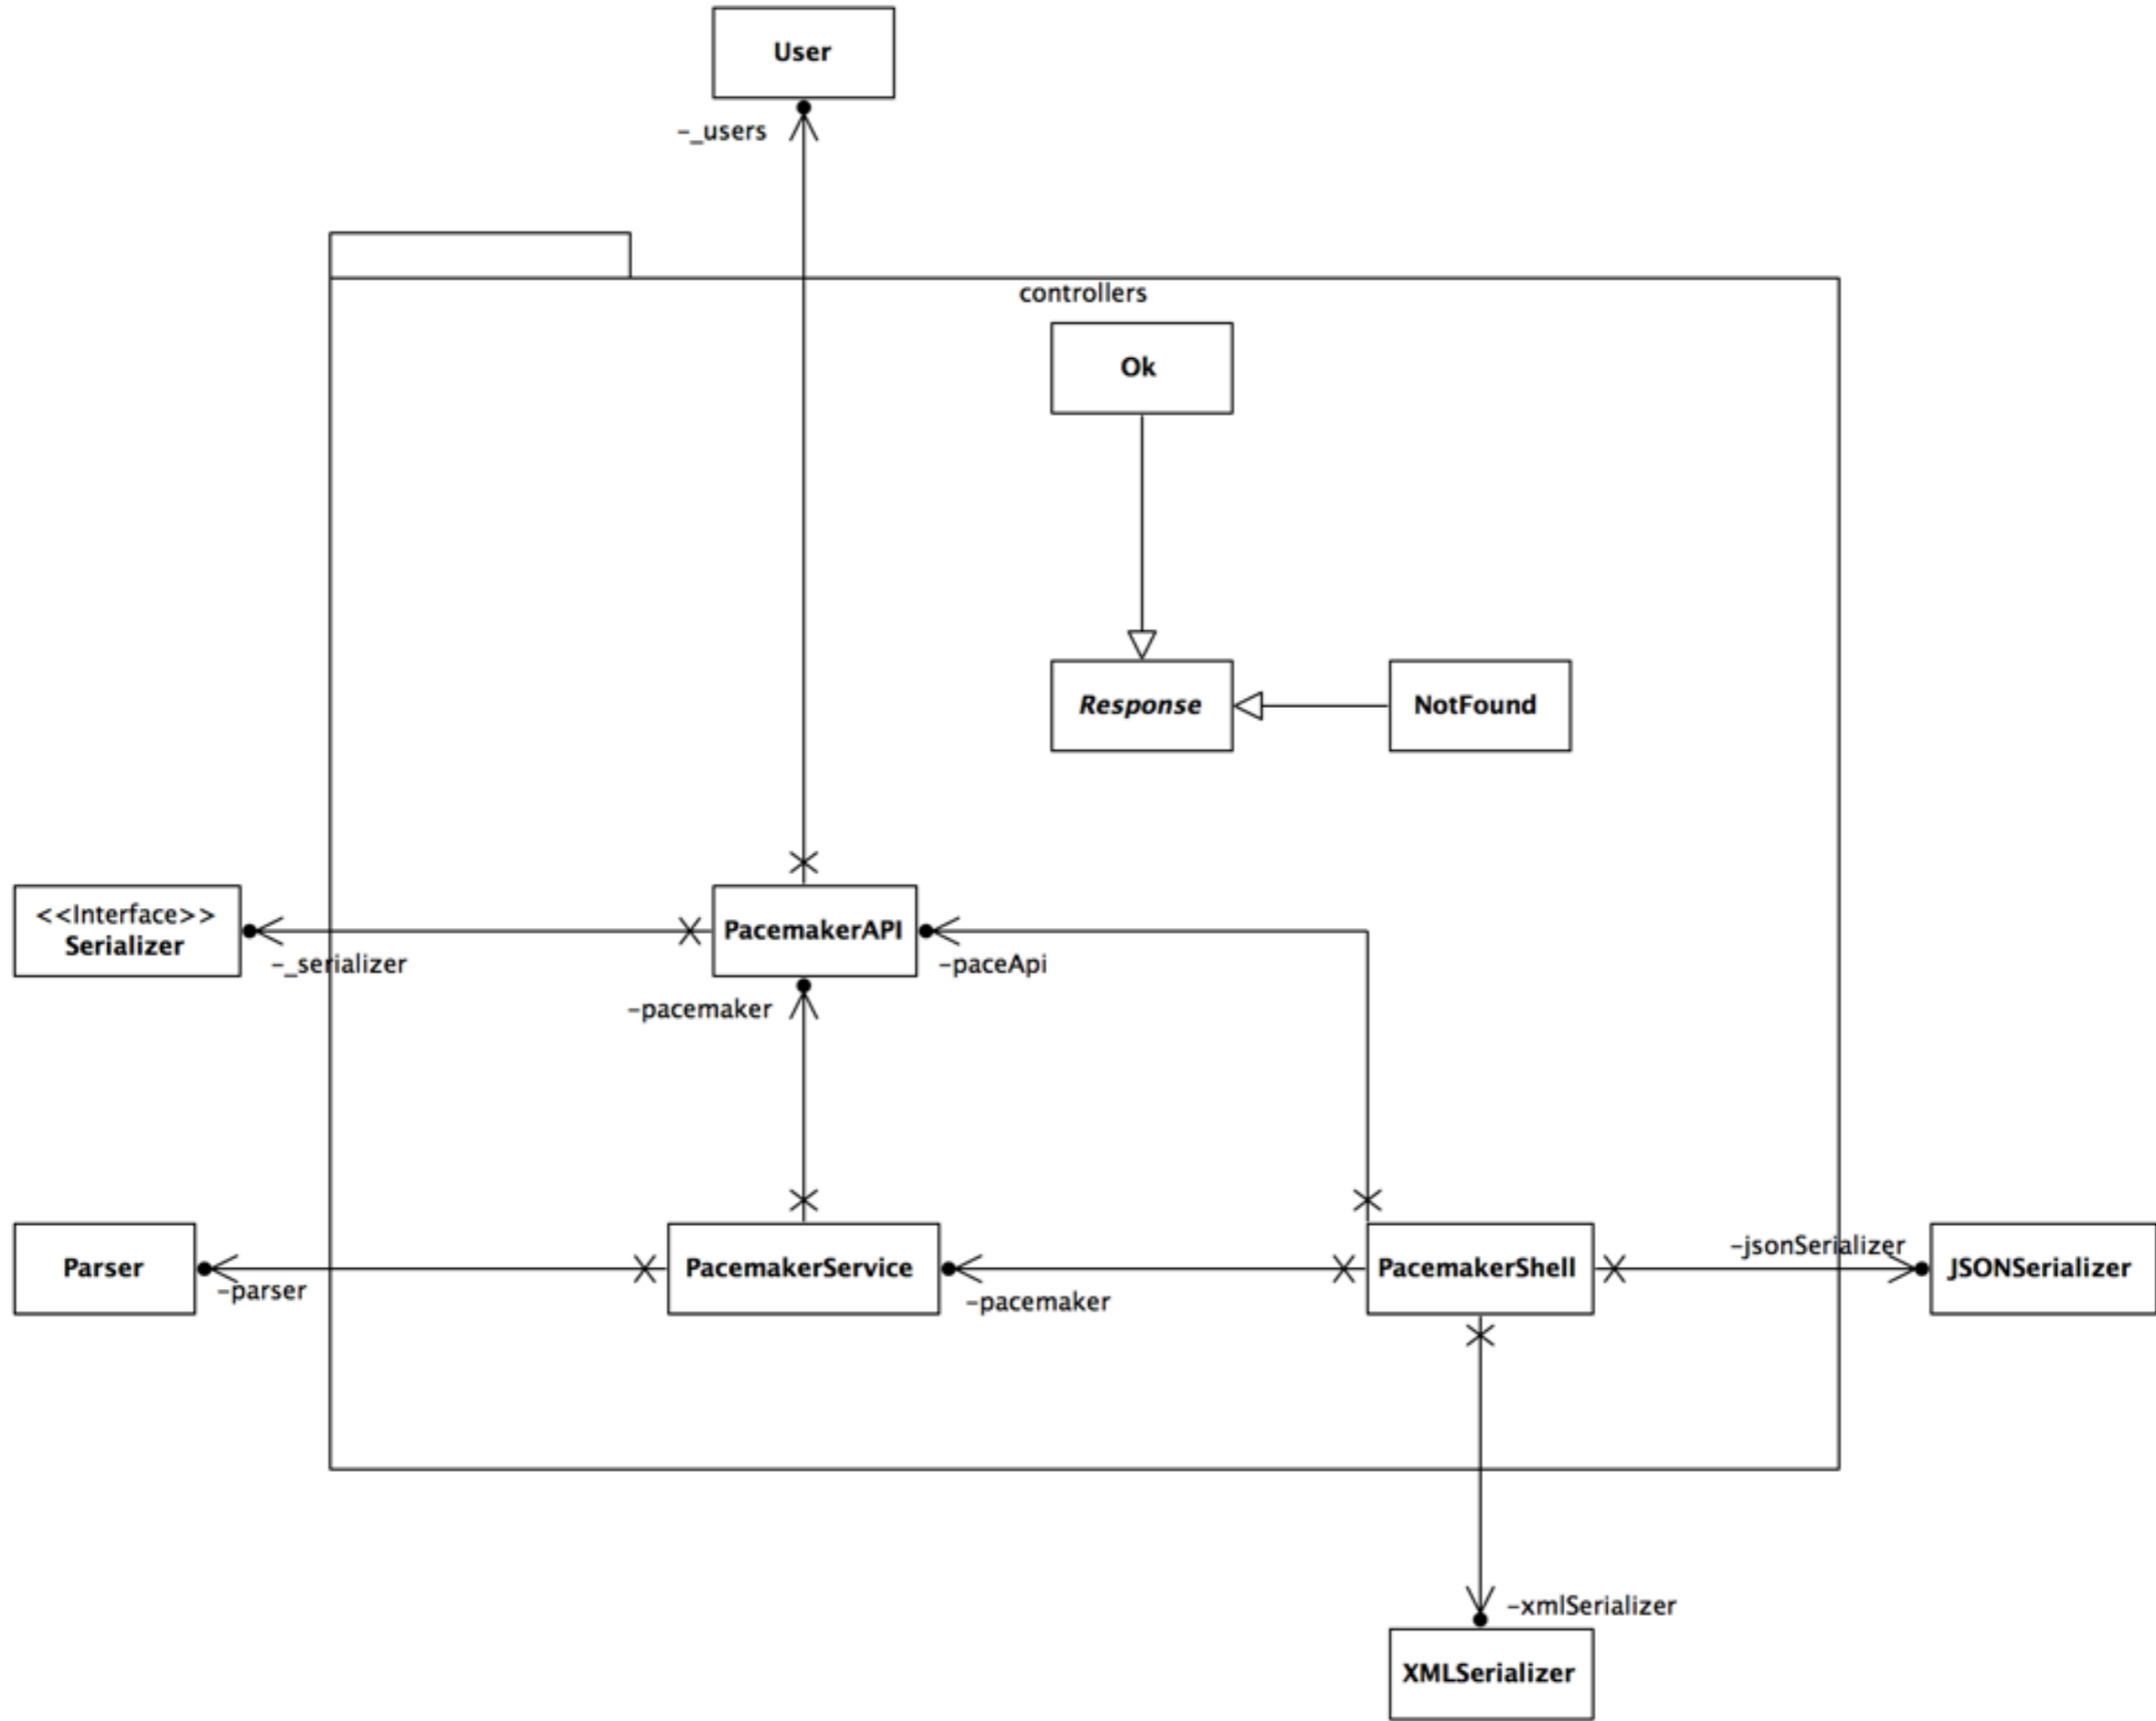 User
-_users
controllers
Ok
Response
NotFound
<<Interface>>
Serializer
-_serializer
PacemakerAPI
-paceApi
-pacemaker
Parser
-parser
PacemakerService
-pacemaker
PacemakerShell
-jsonSerializer
JSONSerializer
-xmlSerializer
XMLSerializer